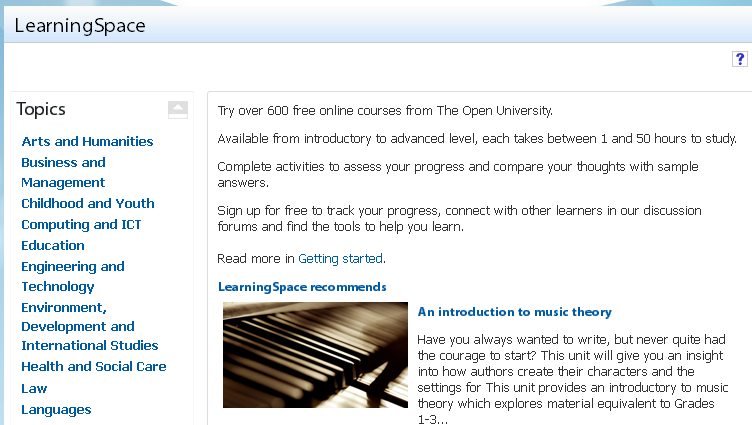 LearningSpace
?
Topics
Arts and Humanities
Business and
Management
Childhood and Youth
Computing and ICT
Education
Engineering and
Technology
Environment,
Development and
International Studies
Health and Social Care
Law
Languages
Try over 600 free online courses from The Open University.
Available from introductory to advanced level, each takes between 1 and 50 hours to study.
Complete activities to assess your progress and compare your thoughts with sample
answers.
Sign up for free to track your progress, connect with other learners in our discussion
forums and find the tools to help you learn.
Read more in Getting started.
LearningSpace recommends
An introduction to music theory
Have you always wanted to write, but never quite had
the courage to start? This unit will give you an insight
into how authors create their characters and the
settings for This unit provides an introductory to music
theory which explores material equivalent to Grades
1-3...